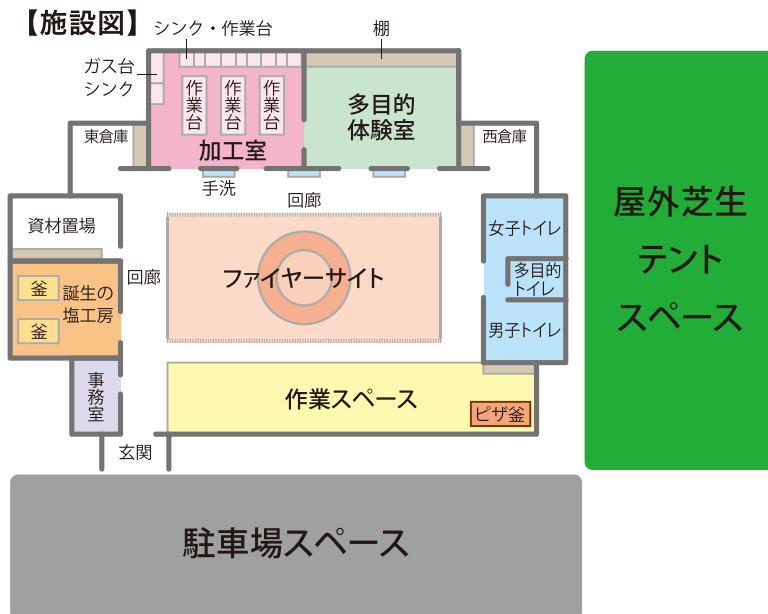 【施設図】
シンク・作業台
棚
ガス台
シンク
作業台
作業台
作業台
多目的
体験室
加工室
東倉庫
西倉庫
手洗
回廊
資材置場
女子トイレ
屋外芝生
テント
スペース
回廊
ファイヤーサイト
多目的
トイレ
釜
誕生の
塩工房
釜
男子トイレ
事務室
作業スペース
ピザ釜
玄関
駐車場スペース